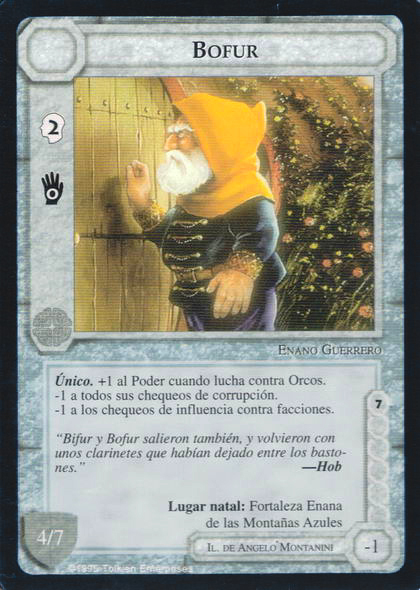 BOFUR
2
ENANO GUERRERO
Único. +1 al Poder cuando lucha contra Orcos.
-1 a todos sus chequeos de corrupción.
-1 a los chequeos de influencia contra facciones.
7
"Bifur y Bofur salieron también, y volvieron con
unos clarinetes que habían dejado entre los basto-
nes." —Hob
Lugar natal: Fortaleza Enana
de las Montañas Azules
4/7
IL. DE ANGELO MONTANINI
-1
©1995 Tolkien Enterprises